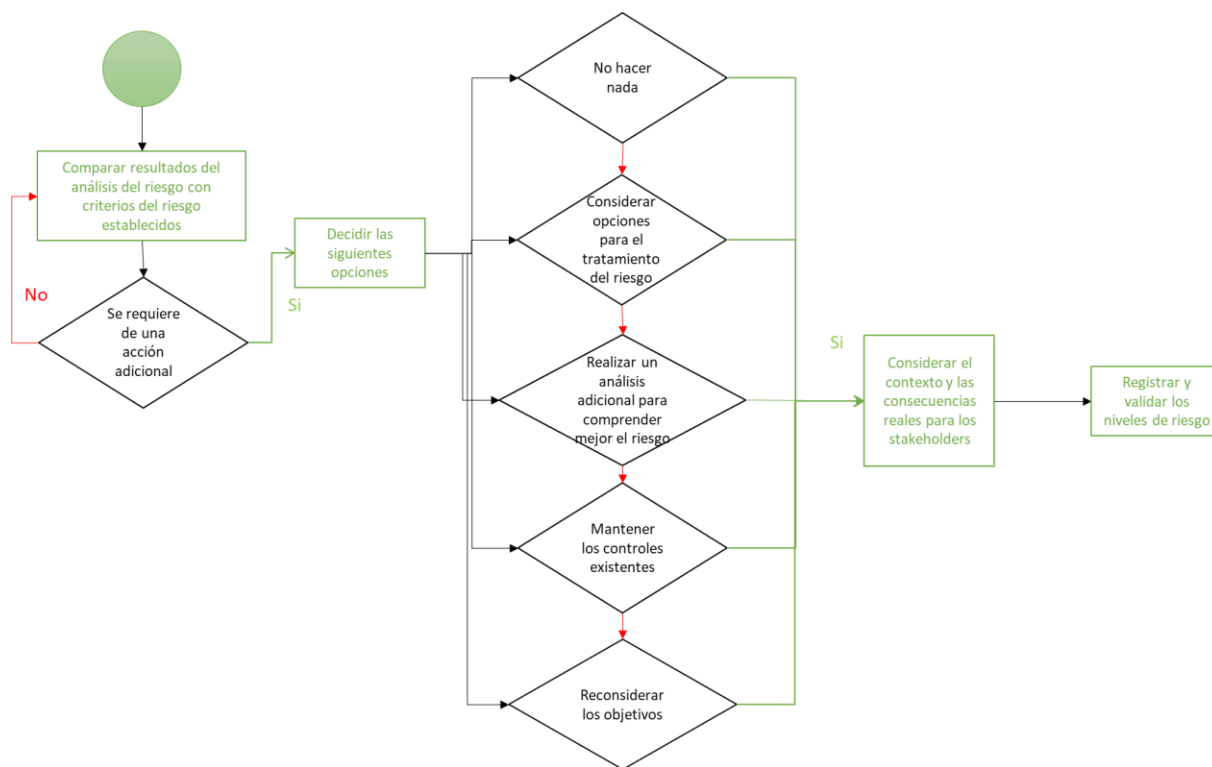 Comparar resultados del
análisis del riesgo con
criterios del riesgo
establecidos
No
Se requiere
de una
acción
adicional
Si
Decidir las
siguientes
opciones
No hacer
nada
Considerar
opciones
para el
tratamiento
del riesgo
Realizar un
análisis
adicional para
comprender
mejor el riesgo
Mantener
los controles
existentes
Reconsiderar
los objetivos
Si
Considerar el
contexto y las
consecuencias
reales para los
stakeholders
Registrar y
validar los
niveles de riesgo